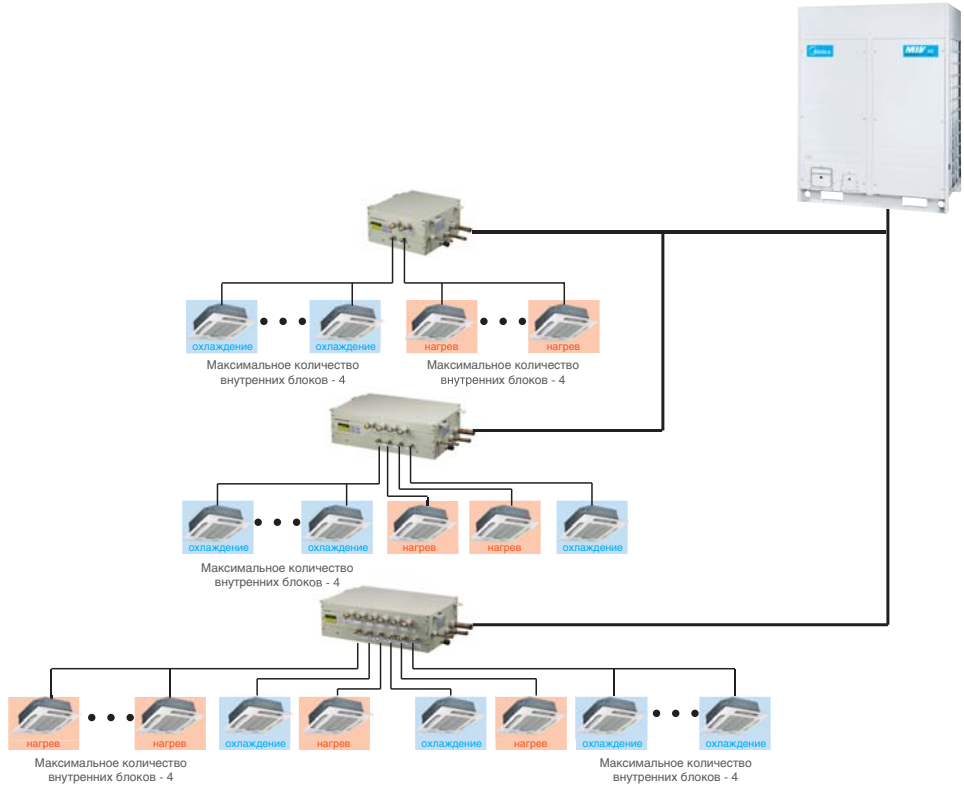 Midea
MIV
охлаждение
охлаждение
нагрев
нагрев
Максимальное количество
внутренних блоков - 4
Максимальное количество
внутренних блоков - 4
охлаждение
охлаждение
нагрев
нагрев
охлаждение
Максимальное количество
внутренних блоков - 4
нагрев
нагрев
охлаждение
нагрев
охлаждение
нагрев
охлаждение
охлаждение
Максимальное количество
внутренних блоков - 4
Максимальное количество
внутренних блоков - 4